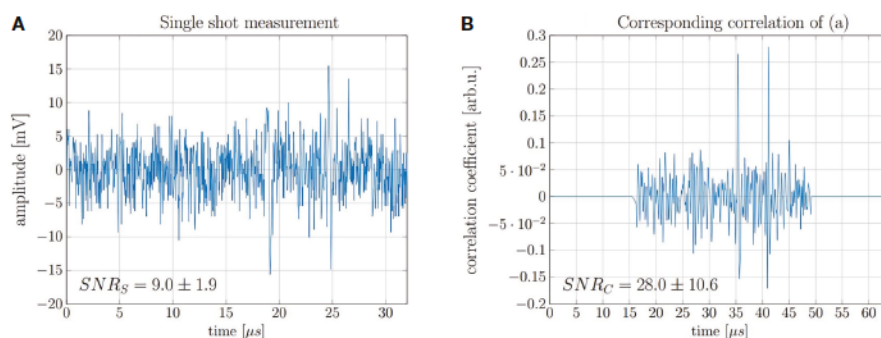 A
Single shot measurement
20
15
10
5
0
−5
−10
−15
−20
amplitude [mV]
SNR_S = 9.0 ± 1.9
0 5 10 15 20 25 30
time [μs]
B
Corresponding correlation of (a)
0.3
0.25
0.2
0.15
0.1
5 · 10⁻²
0
−5 · 10⁻²
−0.1
−0.15
−0.2
correlation coefficient [arb.u.]
SNR_C = 28.0 ± 10.6
0 5 10 15 20 25 30 35 40 45 50 55 60
time [μs]